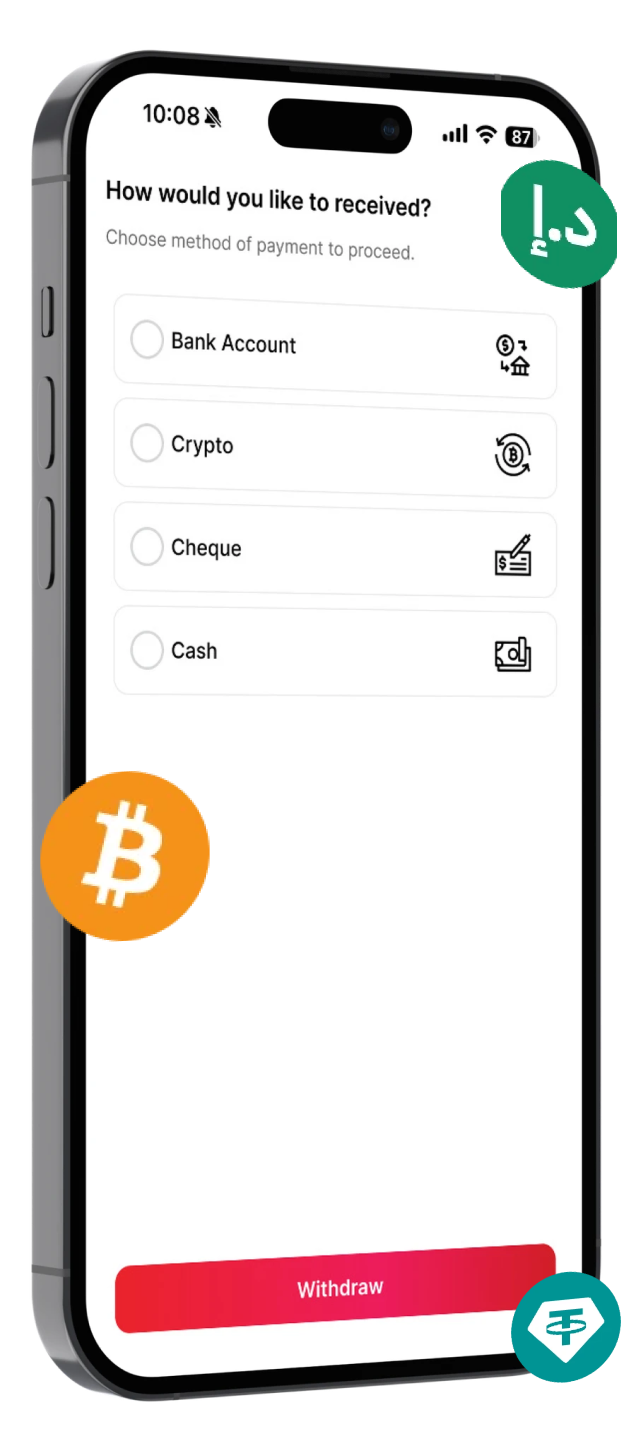 10:08
87
How would you like to received?
د.إ
Choose method of payment to proceed.
Bank Account
Crypto
Cheque
Cash
Withdraw